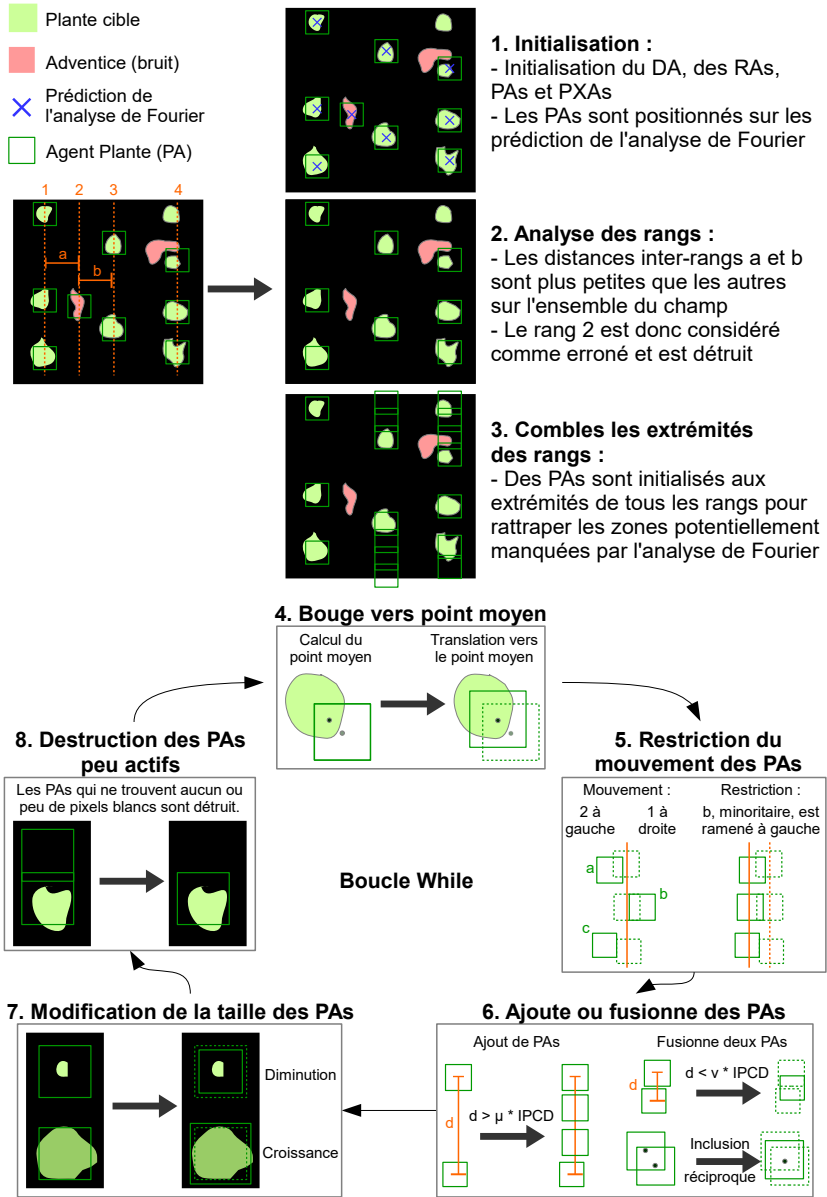 Plante cible
Adventice (bruit)
Prédiction de
l'analyse de Fourier
Agent Plante (PA)
1. Initialisation :
- Initialisation du DA, des RAs,
PAs et PXAs
- Les PAs sont positionnés sur les
prédiction de l'analyse de Fourier
1 2 3 4
a
b
2. Analyse des rangs :
- Les distances inter-rangs a et b
sont plus petites que les autres
sur l'ensemble du champ
- Le rang 2 est donc considéré
comme erroné et est détruit
3. Combles les extrémités
des rangs :
- Des PAs sont initialisés aux
extrémités de tous les rangs pour
rattraper les zones potentiellement
manquées par l'analyse de Fourier
4. Bouge vers point moyen
Calcul du
point moyen
Translation vers
le point moyen
5. Restriction du
mouvement des PAs
Mouvement :
2 à
gauche
1 à
droite
Restriction :
b, minoritaire, est
ramené à gauche
a
b
c
6. Ajoute ou fusionne des PAs
Ajout de PAs
d
d > μ * IPCD
Fusionne deux PAs
d
d < ν * IPCD
Inclusion
réciproque
7. Modification de la taille des PAs
Diminution
Croissance
8. Destruction des PAs
peu actifs
Les PAs qui ne trouvent aucun ou
peu de pixels blancs sont détruit.
Boucle While